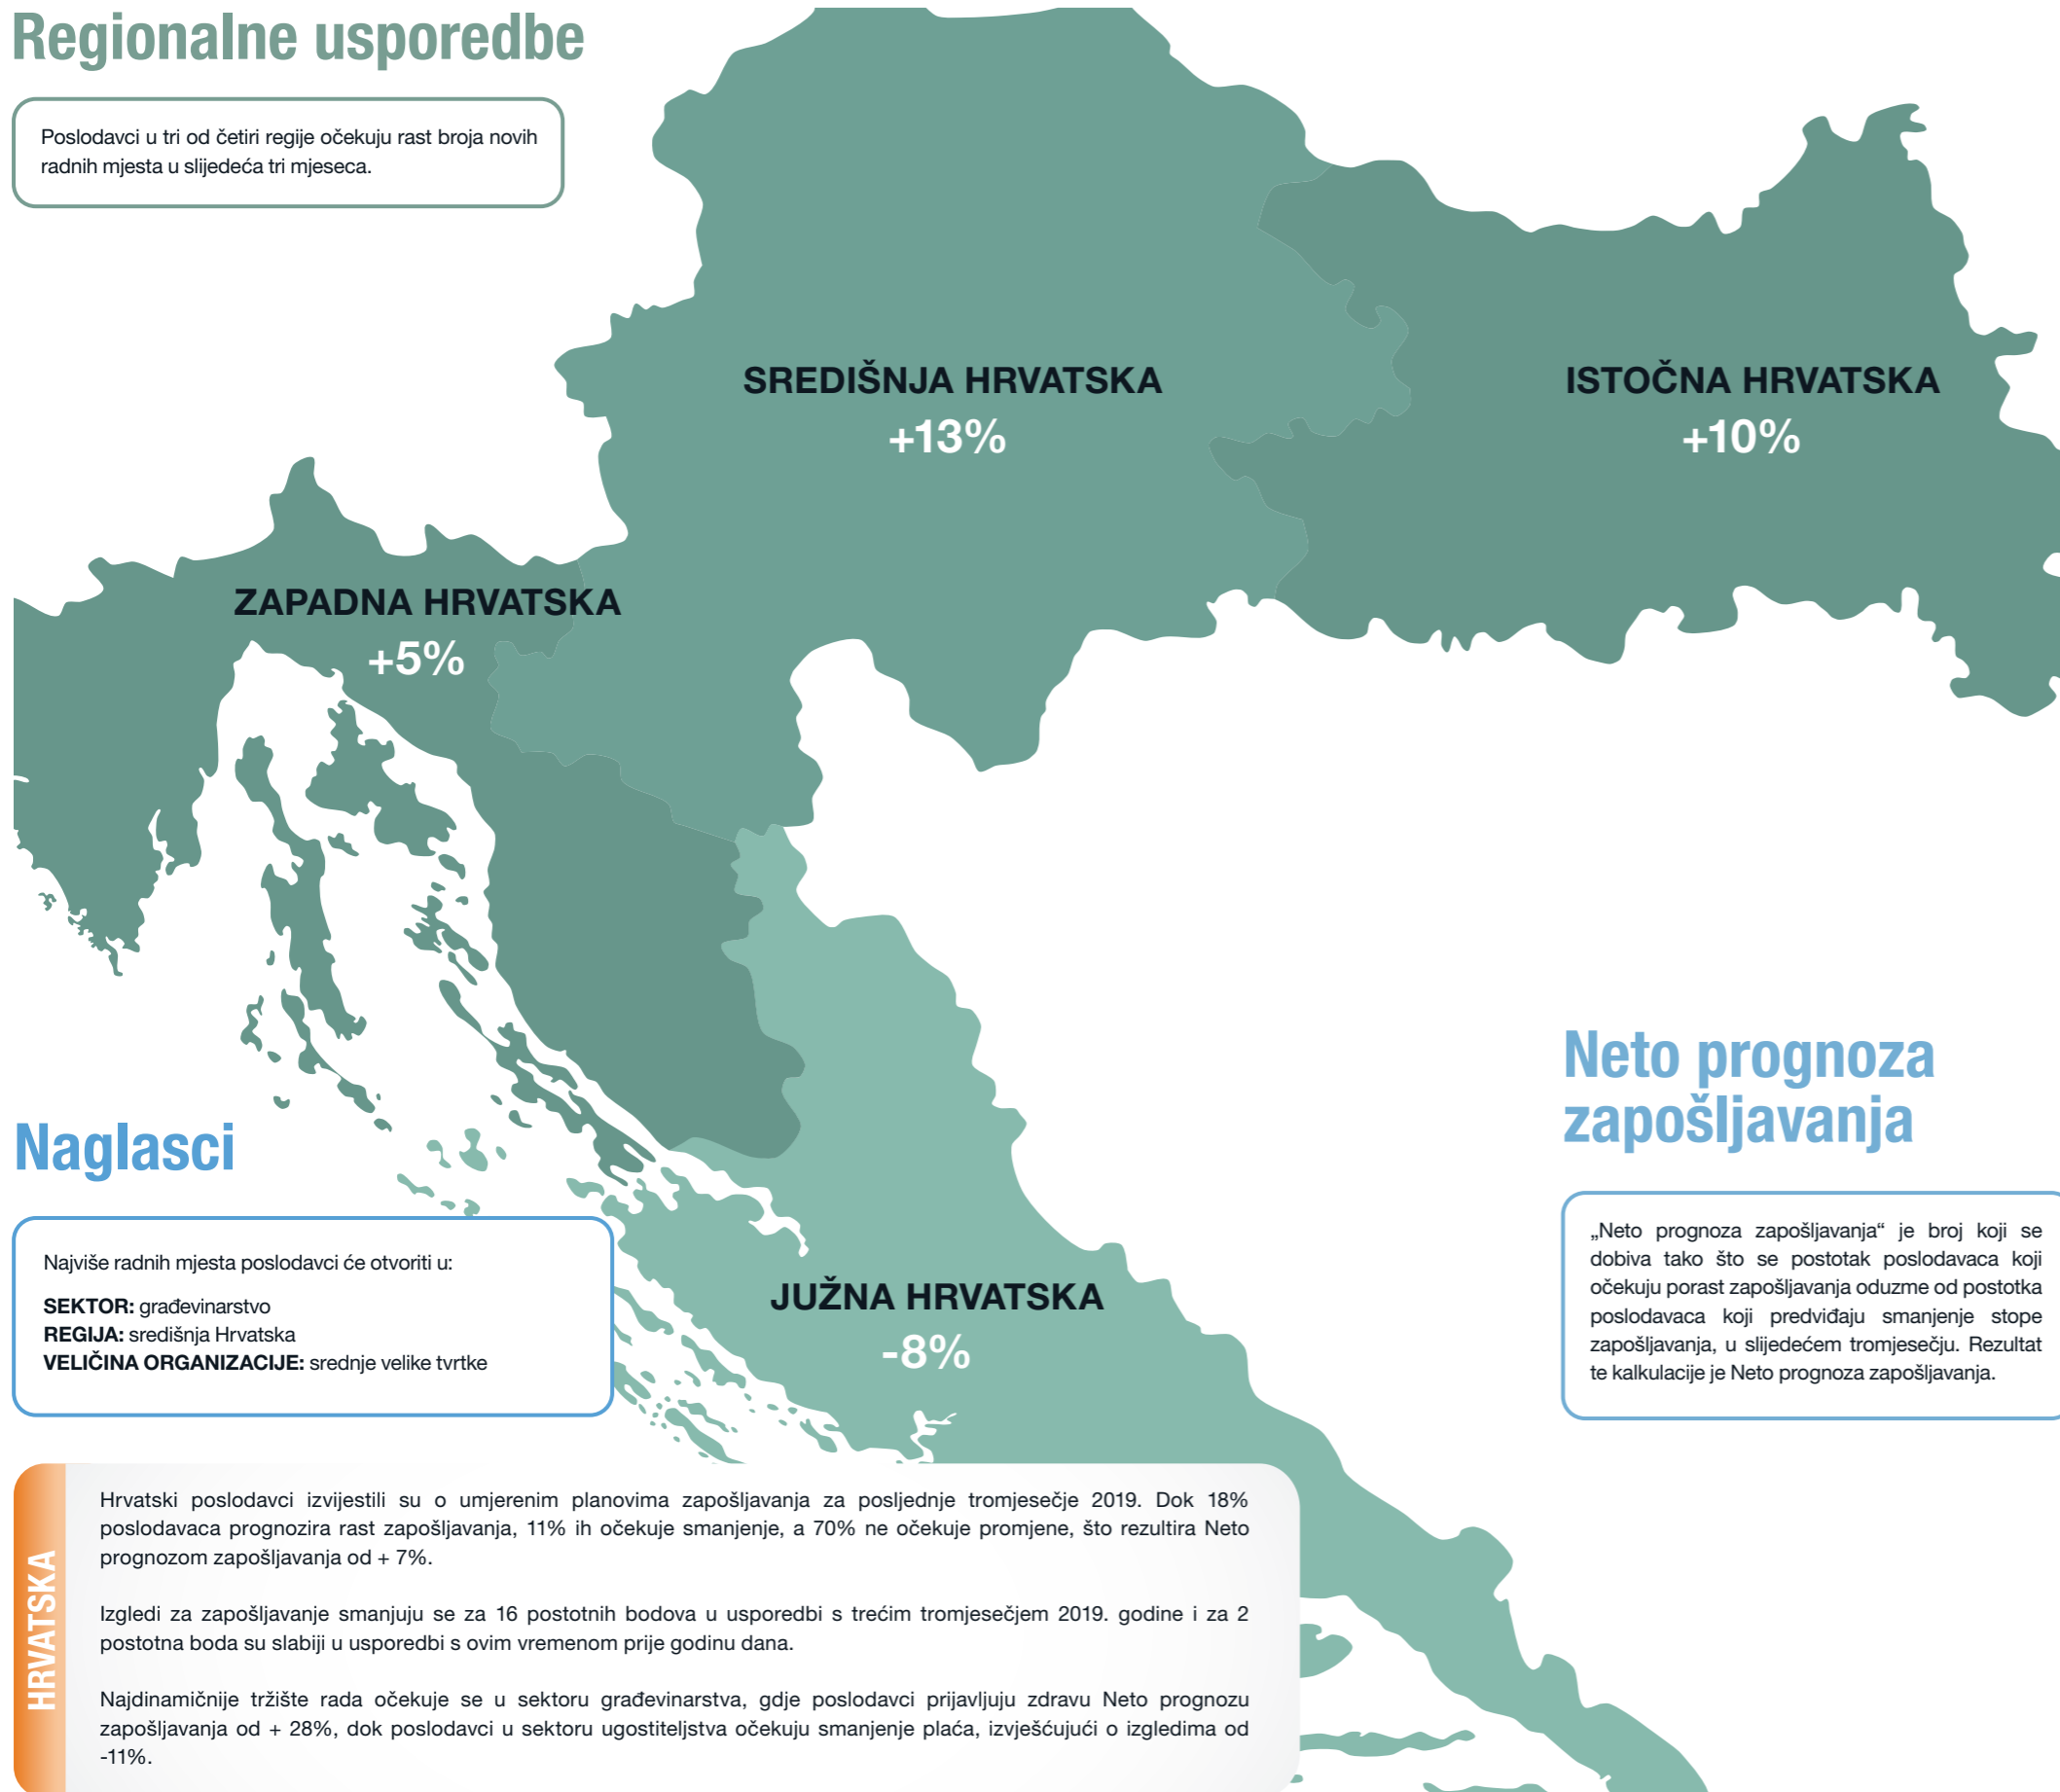 Regionalne usporedbe
Poslodavci u tri od četiri regije očekuju rast broja novih
radnih mjesta u slijedeća tri mjeseca.
SREDIŠNJA HRVATSKA
+13%
ISTOČNA HRVATSKA
+10%
ZAPADNA HRVATSKA
+5%
Neto prognoza
zapošljavanja
„Neto prognoza zapošljavanja“ je broj koji se
dobiva tako što se postotak poslodavaca koji
očekuju porast zapošljavanja oduzme od postotka
poslodavaca koji predviđaju smanjenje stope
zapošljavanja, u slijedećem tromjesečju. Rezultat
te kalkulacije je Neto prognoza zapošljavanja.
Naglasci
Najviše radnih mjesta poslodavci će otvoriti u:
SEKTOR: građevinarstvo
REGIJA: središnja Hrvatska
VELIČINA ORGANIZACIJE: srednje velike tvrtke
JUŽNA HRVATSKA
-8%
HRVATSKA
Hrvatski poslodavci izvijestili su o umjerenim planovima zapošljavanja za posljednje tromjesečje 2019. Dok 18%
poslodavaca prognozira rast zapošljavanja, 11% ih očekuje smanjenje, a 70% ne očekuje promjene, što rezultira Neto
prognozom zapošljavanja od + 7%.
Izgledi za zapošljavanje smanjuju se za 16 postotnih bodova u usporedbi s trećim tromjesečjem 2019. godine i za 2
postotna boda su slabiji u usporedbi s ovim vremenom prije godinu dana.
Najdinamičnije tržište rada očekuje se u sektoru građevinarstva, gdje poslodavci prijavljuju zdravu Neto prognozu
zapošljavanja od + 28%, dok poslodavci u sektoru ugostiteljstva očekuju smanjenje plaća, izvješćujući o izgledima od
-11%.